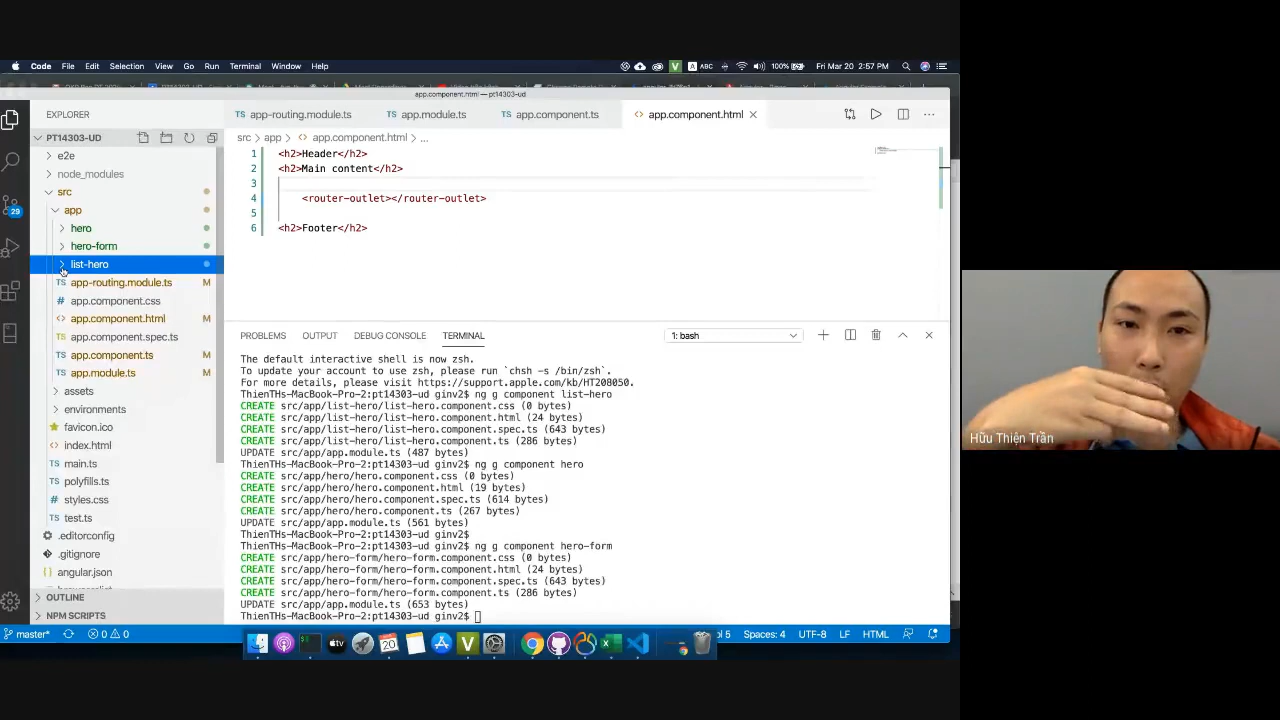 Code File Edit Selection View Go Run Terminal Window Help
V A ABC 100% Fri Mar 20 2:57 PM
app.component.html — pt14303-ud
EXPLORER
PT14303-UD
e2e
node_modules
src
app
hero
hero-form
list-hero
TS app-routing.module.ts M
# app.component.css
<> app.component.html M
TS app.component.spec.ts
TS app.component.ts M
TS app.module.ts M
assets
environments
favicon.ico
<> index.html
TS main.ts
TS polyfills.ts
# styles.css
TS test.ts
.editorconfig
.gitignore
angular.json
OUTLINE
NPM SCRIPTS
29
TS app-routing.module.ts TS app.module.ts TS app.component.ts <> app.component.html
src > app > <> app.component.html > ...
1 <h2>Header</h2>
2 <h2>Main content</h2>
3
4 <router-outlet></router-outlet>
5
6 <h2>Footer</h2>
PROBLEMS OUTPUT DEBUG CONSOLE TERMINAL 1: bash
The default interactive shell is now zsh.
To update your account to use zsh, please run `chsh -s /bin/zsh`.
For more details, please visit https://support.apple.com/kb/HT208050.
ThienTHs-MacBook-Pro-2:pt14303-ud ginv2$ ng g component list-hero
CREATE src/app/list-hero/list-hero.component.css (0 bytes)
CREATE src/app/list-hero/list-hero.component.html (24 bytes)
CREATE src/app/list-hero/list-hero.component.spec.ts (643 bytes)
CREATE src/app/list-hero/list-hero.component.ts (286 bytes)
UPDATE src/app/app.module.ts (487 bytes)
ThienTHs-MacBook-Pro-2:pt14303-ud ginv2$ ng g component hero
CREATE src/app/hero/hero.component.css (0 bytes)
CREATE src/app/hero/hero.component.html (19 bytes)
CREATE src/app/hero/hero.component.spec.ts (614 bytes)
CREATE src/app/hero/hero.component.ts (267 bytes)
UPDATE src/app/app.module.ts (561 bytes)
ThienTHs-MacBook-Pro-2:pt14303-ud ginv2$
ThienTHs-MacBook-Pro-2:pt14303-ud ginv2$ ng g component hero-form
CREATE src/app/hero-form/hero-form.component.css (0 bytes)
CREATE src/app/hero-form/hero-form.component.html (24 bytes)
CREATE src/app/hero-form/hero-form.component.spec.ts (643 bytes)
CREATE src/app/hero-form/hero-form.component.ts (286 bytes)
UPDATE src/app/app.module.ts (653 bytes)
ThienTHs-MacBook-Pro-2:pt14303-ud ginv2$
master* 0 0 Col 5 Spaces: 4 UTF-8 LF HTML
tv 20 V
Hữu Thiện Trần